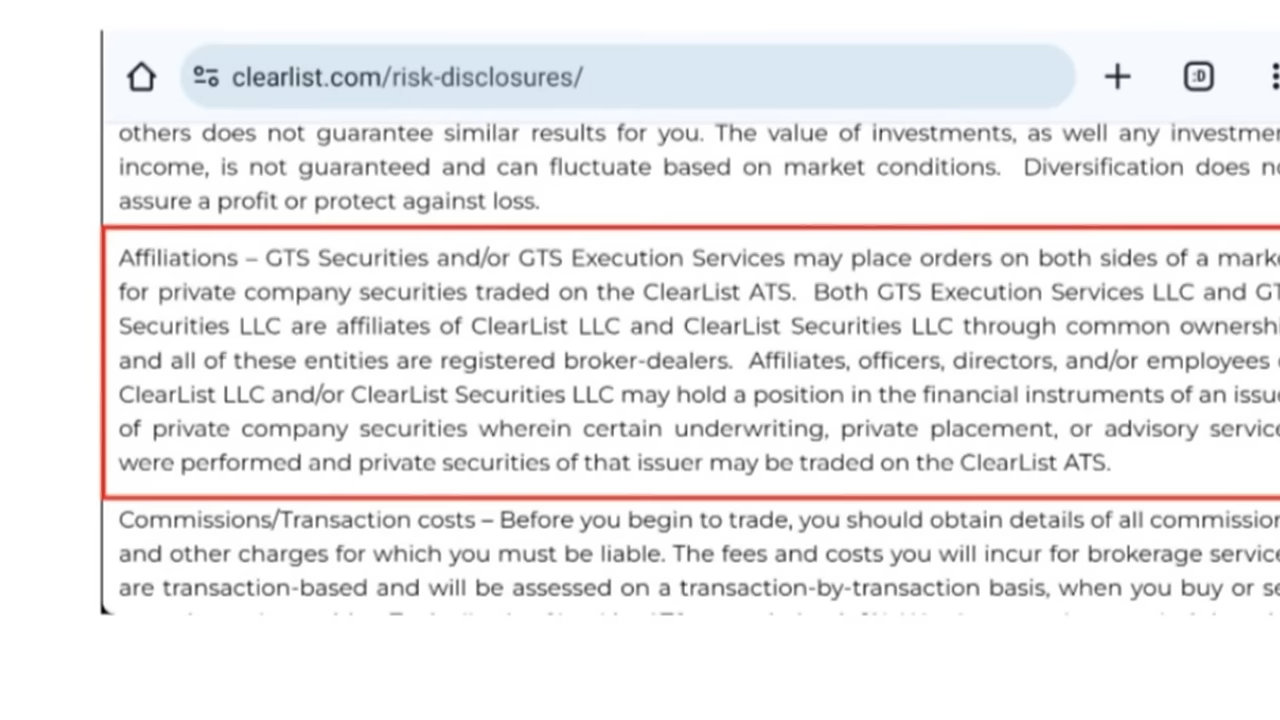 clearlist.com/risk-disclosures/
:D
others does not guarantee similar results for you. The value of investments, as well any
income, is not guaranteed and can fluctuate based on market conditions. Diversification does
assure a profit or protect against loss.
Affiliations – GTS Securities and/or GTS Execution Services may place orders on both sides of a
for private company securities traded on the ClearList ATS. Both GTS Execution Services LLC and
Securities LLC are affiliates of ClearList LLC and ClearList Securities LLC through common
and all of these entities are registered broker-dealers. Affiliates, officers, directors, and/or employees
ClearList LLC and/or ClearList Securities LLC may hold a position in the financial instruments of an
of private company securities wherein certain underwriting, private placement, or advisory
were performed and private securities of that issuer may be traded on the ClearList ATS.
Commissions/Transaction costs – Before you begin to trade, you should obtain details of all
and other charges for which you must be liable. The fees and costs you will incur for brokerage
are transaction-based and will be assessed on a transaction-by-transaction basis, when you buy or